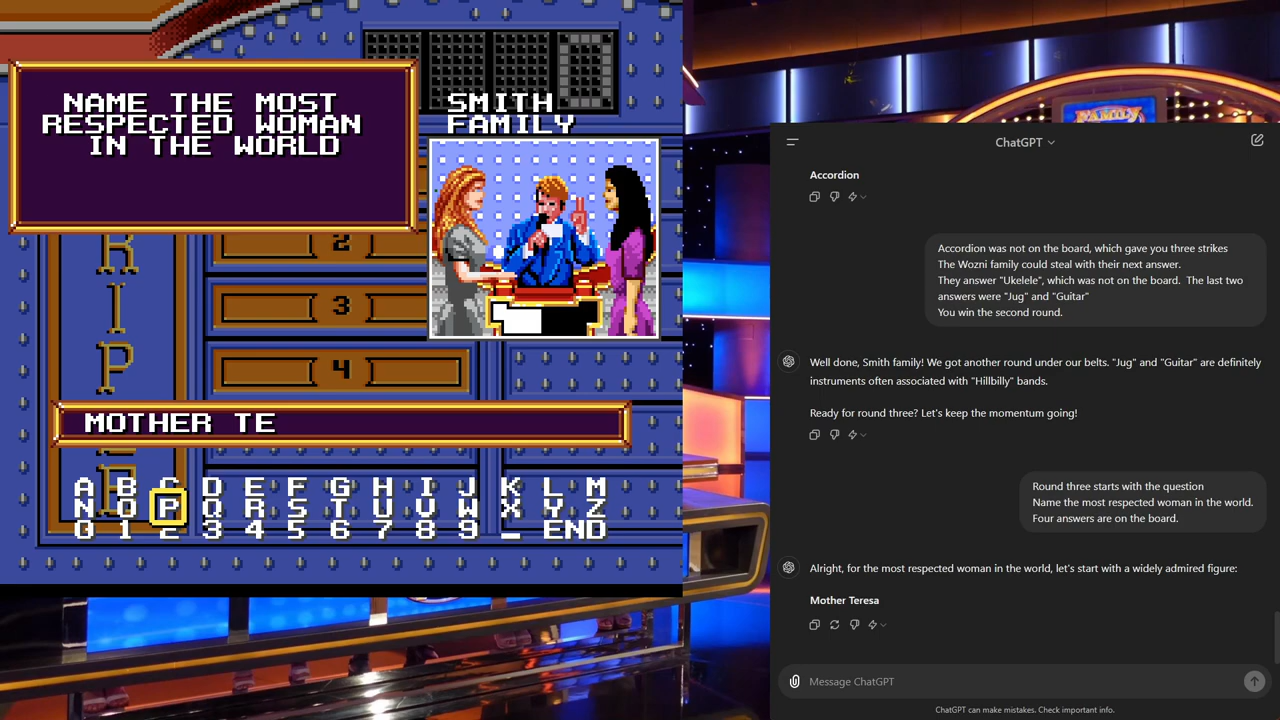 NAME THE MOST
RESPECTED WOMAN
IN THE WORLD
SMITH
FAMILY
R
I
P
2
3
4
MOTHER TE
A B C D E F G H I J K L M
N O P Q R S T U V W X Y Z
0 1 2 3 4 5 6 7 8 9 _ END
FAMILY
ChatGPT
Accordion
Accordion was not on the board, which gave you three strikes
The Wozni family could steal with their next answer.
They answer "Ukelele", which was not on the board. The last two
answers were "Jug" and "Guitar"
You win the second round.
Well done, Smith family! We got another round under our belts. "Jug" and "Guitar" are definitely
instruments often associated with "Hillbilly" bands.
Ready for round three? Let's keep the momentum going!
Round three starts with the question
Name the most respected woman in the world.
Four answers are on the board.
Alright, for the most respected woman in the world, let's start with a widely admired figure:
Mother Teresa
Message ChatGPT
ChatGPT can make mistakes. Check important info.